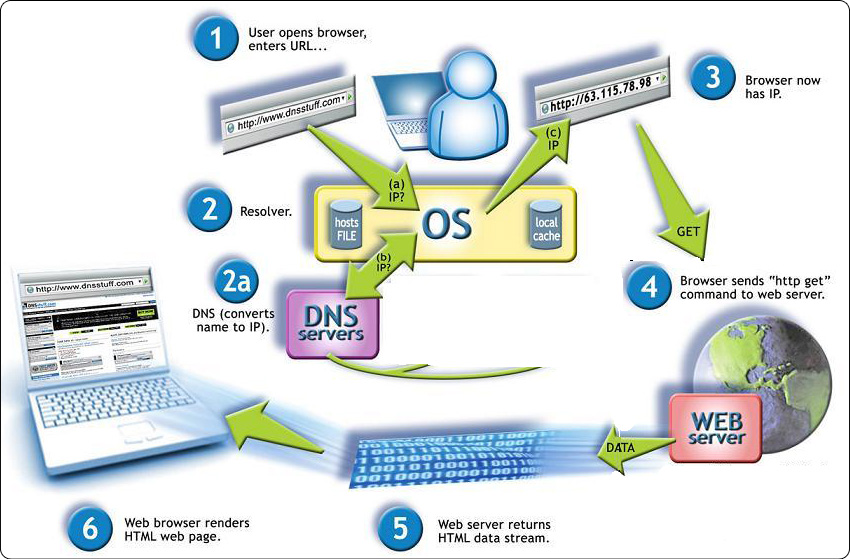 1
User opens browser,
enters URL...
http://www.dnsstuff.com
http://63.115.78.98
3
Browser now
has IP.
(a)
IP?
(c)
IP
2
Resolver.
hosts
FILE
OS
local
cache
GET
(b)
IP?
2a
DNS (converts
name to IP).
DNS
servers
4
Browser sends “http get”
command to web server.
http://www.dnsstuff.com
DNSstuff.com
WEB
server
DATA
6
Web browser renders
HTML web page.
5
Web server returns
HTML data stream.